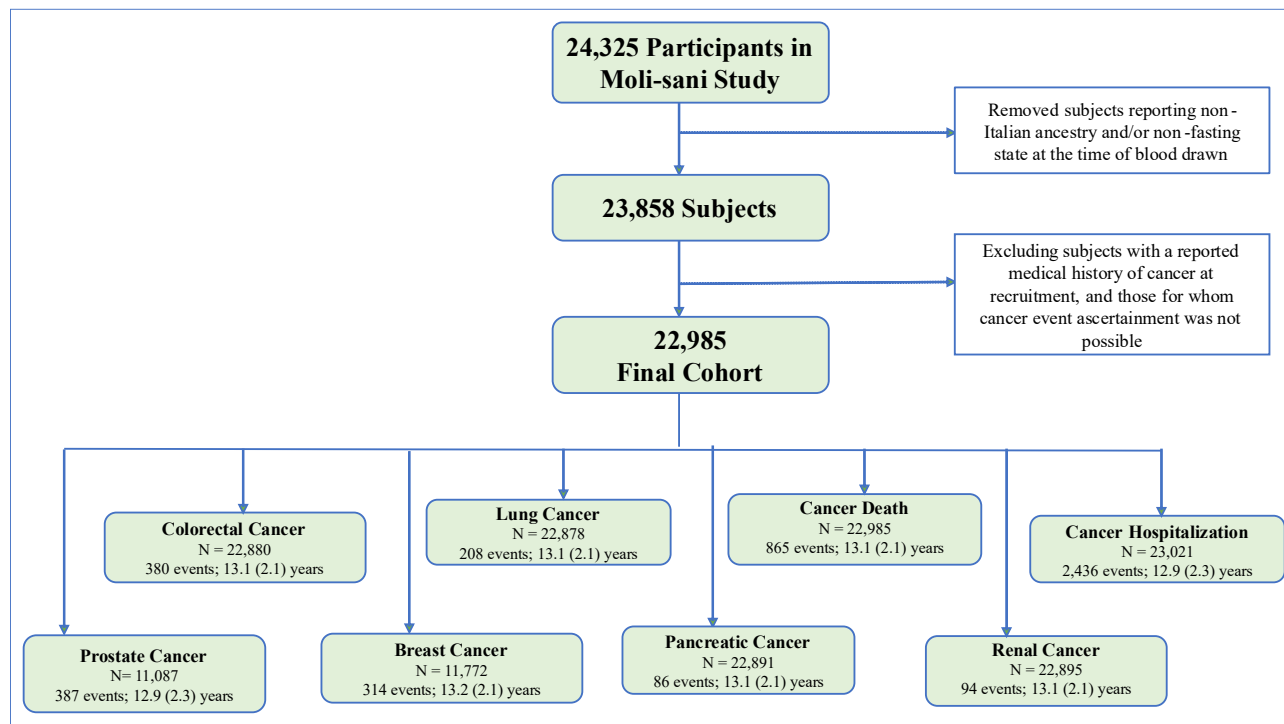 24,325 Participants in
Moli-sani Study
Removed subjects reporting non -
Italian ancestry and/or non -fasting
state at the time of blood drawn
23,858 Subjects
Excluding subjects with a reported
medical history of cancer at
recruitment, and those for whom
cancer event ascertainment was not
possible
22,985
Final Cohort
Colorectal Cancer
N = 22,880
380 events; 13.1 (2.1) years
Lung Cancer
N = 22,878
208 events; 13.1 (2.1) years
Cancer Death
N = 22,985
865 events; 13.1 (2.1) years
Cancer Hospitalization
N = 23,021
2,436 events; 12.9 (2.3) years
Prostate Cancer
N= 11,087
387 events; 12.9 (2.3) years
Breast Cancer
N = 11,772
314 events; 13.2 (2.1) years
Pancreatic Cancer
N = 22,891
86 events; 13.1 (2.1) years
Renal Cancer
N = 22,895
94 events; 13.1 (2.1) years